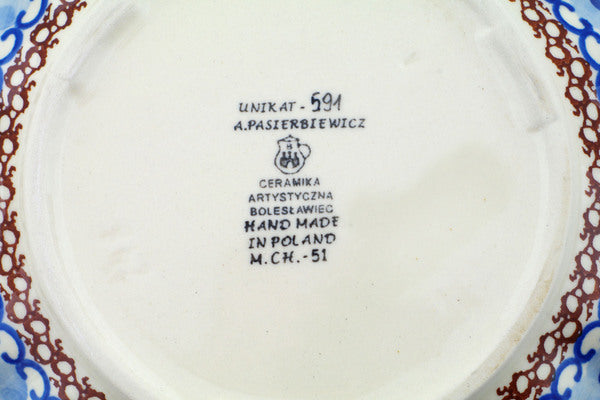 UNIKAT - 591
A. PASIERBIEWICZ
CERAMIKA
ARTYSTYCZNA
BOLESŁAWIEC
HAND MADE
IN POLAND
M. CH. - 51